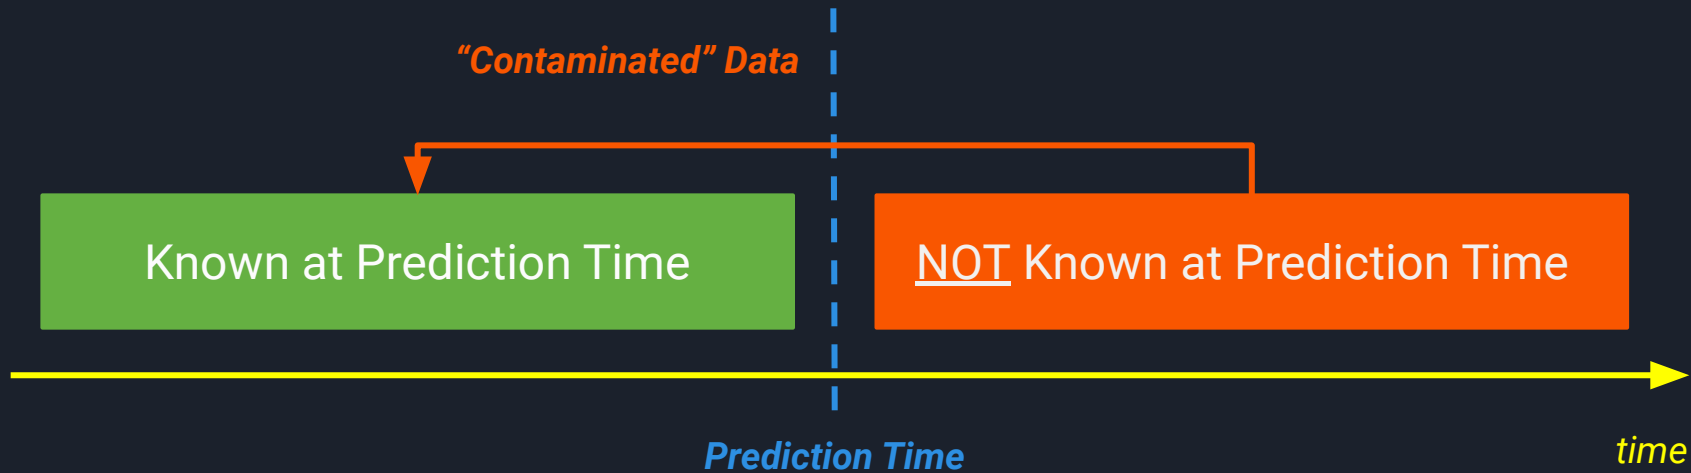 “Contaminated” Data
Known at Prediction Time
NOT Known at Prediction Time
Prediction Time
time